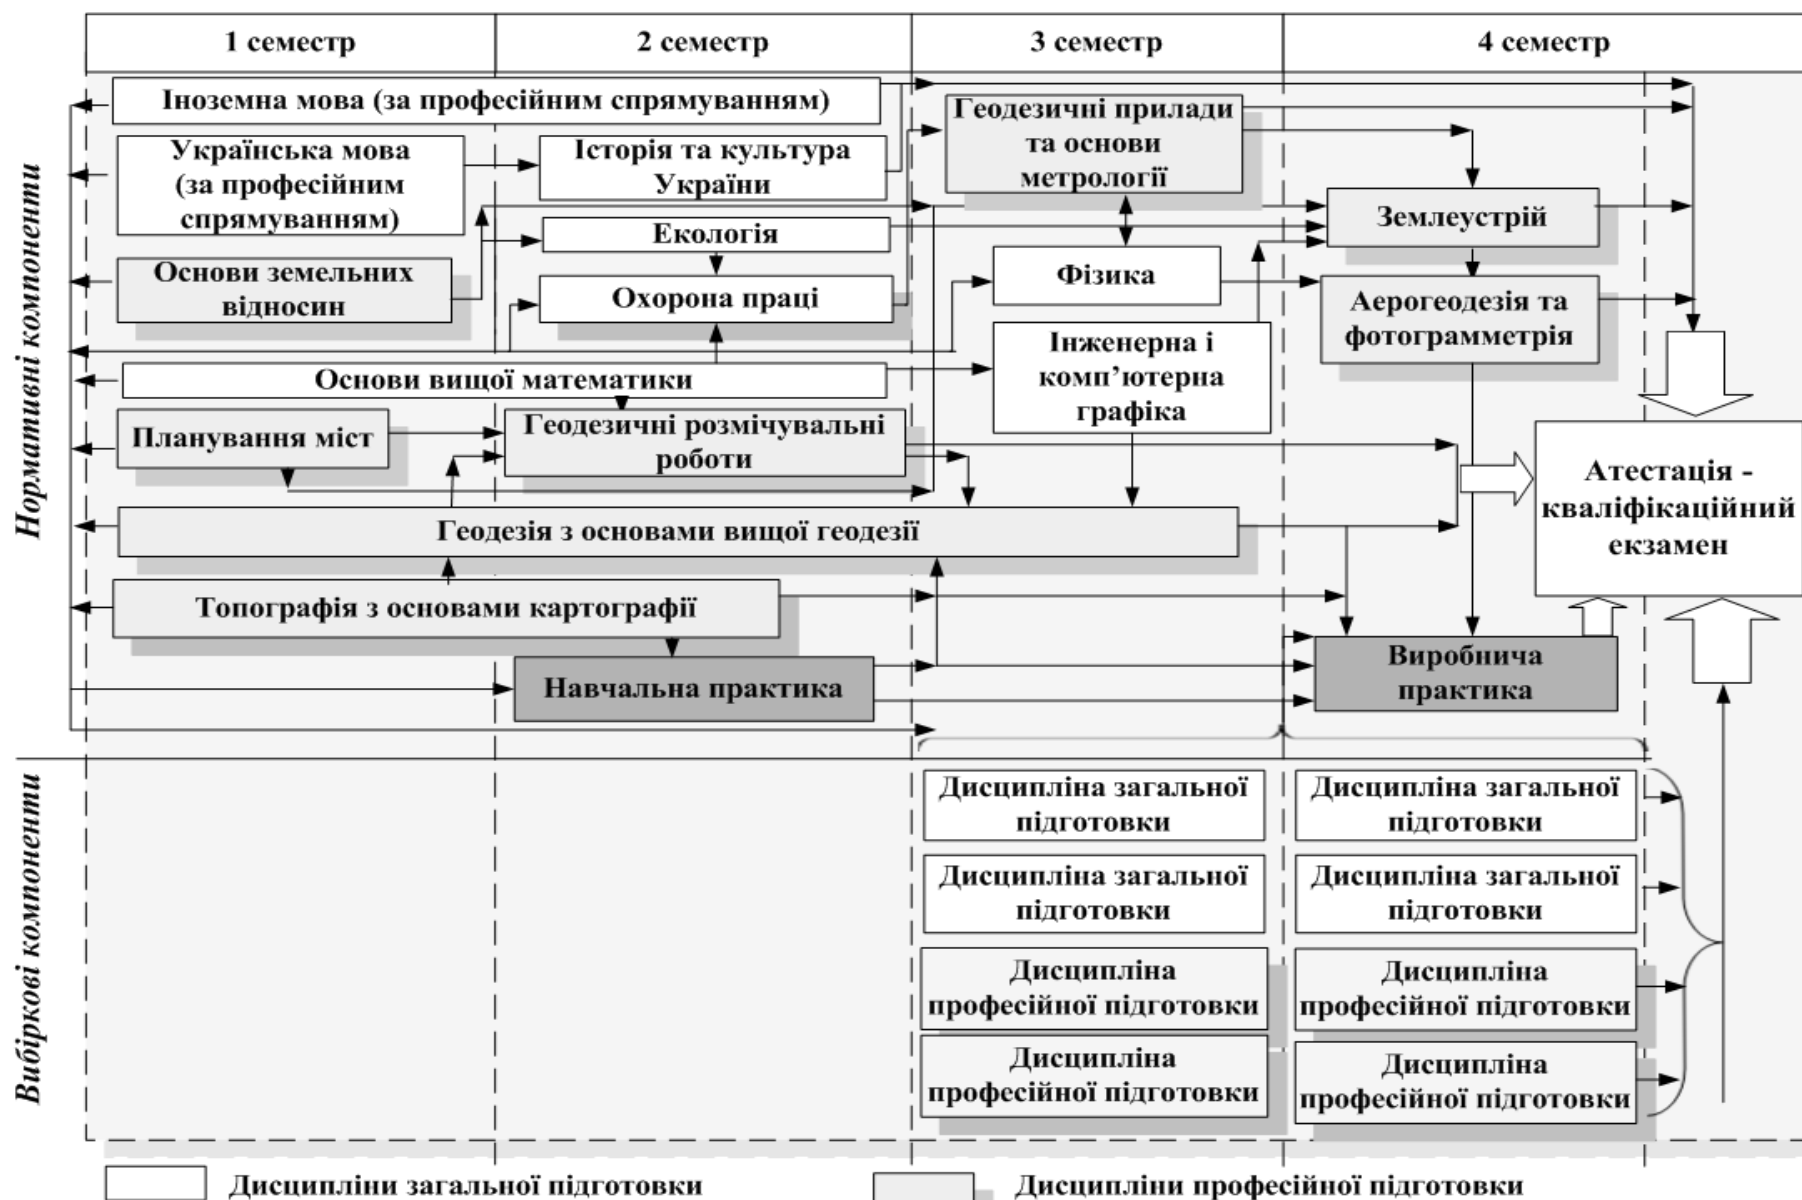 1 семестр
2 семестр
3 семестр
4 семестр
Нормативні компоненти
Іноземна мова (за професійним спрямуванням)
Українська мова
(за професійним
спрямуванням)
Історія та культура
України
Геодезичні прилади
та основи
метрології
Землеустрій
Екологія
Основи земельних
відносин
Охорона праці
Фізика
Аерогеодезія та
фотограмметрія
Інженерна і
комп’ютерна
графіка
Основи вищої математики
Планування міст
Геодезичні розмічувальні
роботи
Атестація -
кваліфікаційний
екзамен
Геодезія з основами вищої геодезії
Топографія з основами картографії
Навчальна практика
Виробнича
практика
Вибіркові компоненти
Дисципліна загальної
підготовки
Дисципліна загальної
підготовки
Дисципліна загальної
підготовки
Дисципліна загальної
підготовки
Дисципліна
професійної підготовки
Дисципліна
професійної підготовки
Дисципліна
професійної підготовки
Дисципліна
професійної підготовки
Дисципліни загальної підготовки
Дисципліни професійної підготовки